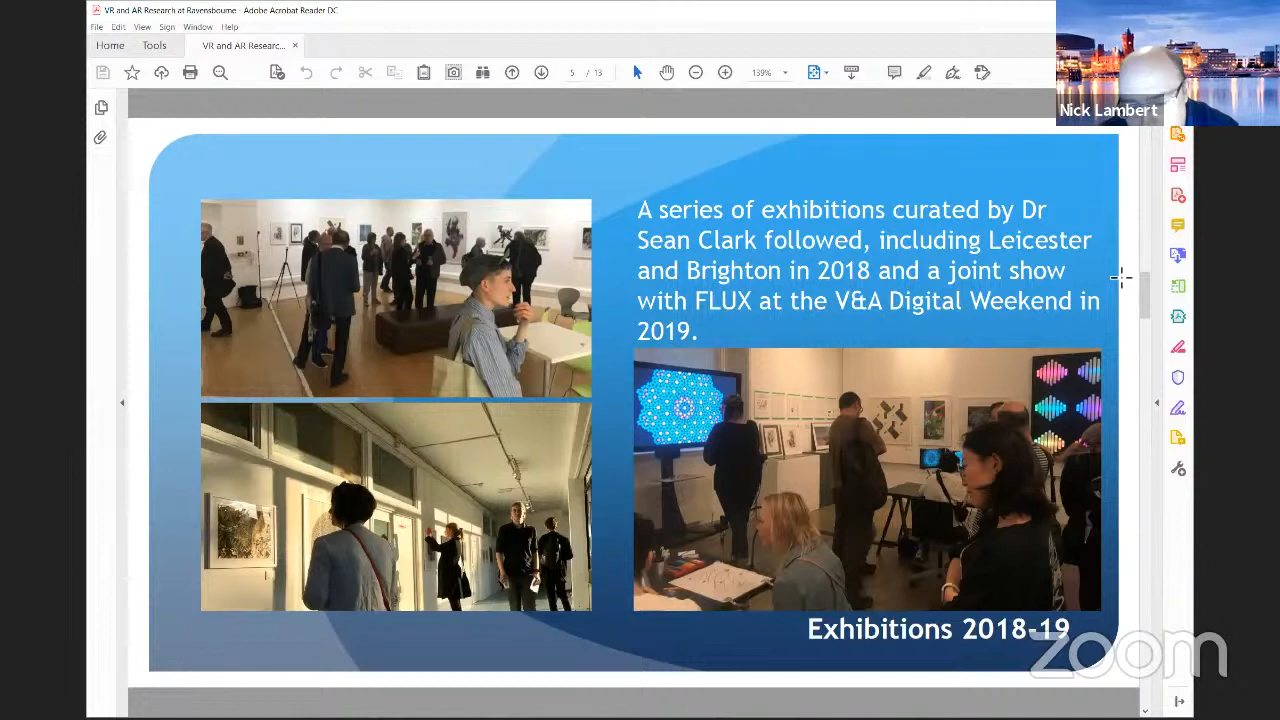 VR and AR Research at Ravensbourne - Adobe Acrobat Reader DC
File Edit View Sign Window Help
Home Tools VR and AR Researc... ×
/ 13 139%
Nick Lambert
A series of exhibitions curated by Dr
Sean Clark followed, including Leicester
and Brighton in 2018 and a joint show
with FLUX at the V&A Digital Weekend in
2019.
Exhibitions 2018-19
zoom